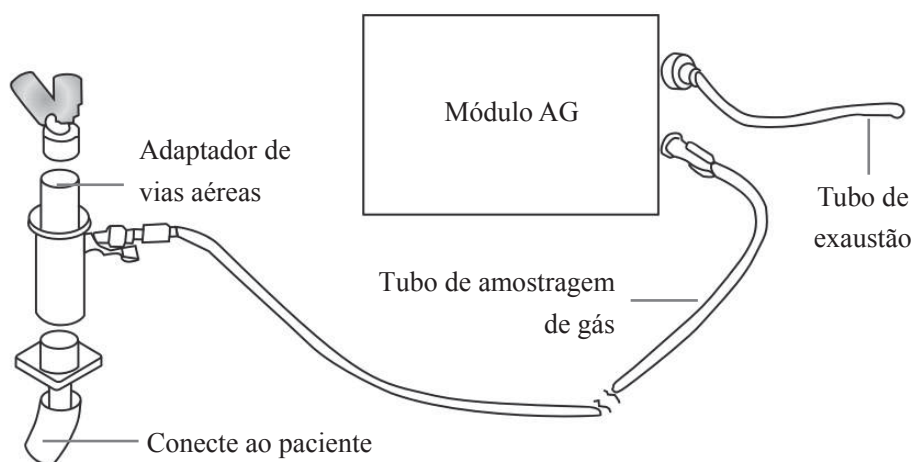 Módulo AG
Adaptador de
vias aéreas
Tubo de
exaustão
Tubo de amostragem
de gás
Conecte ao paciente